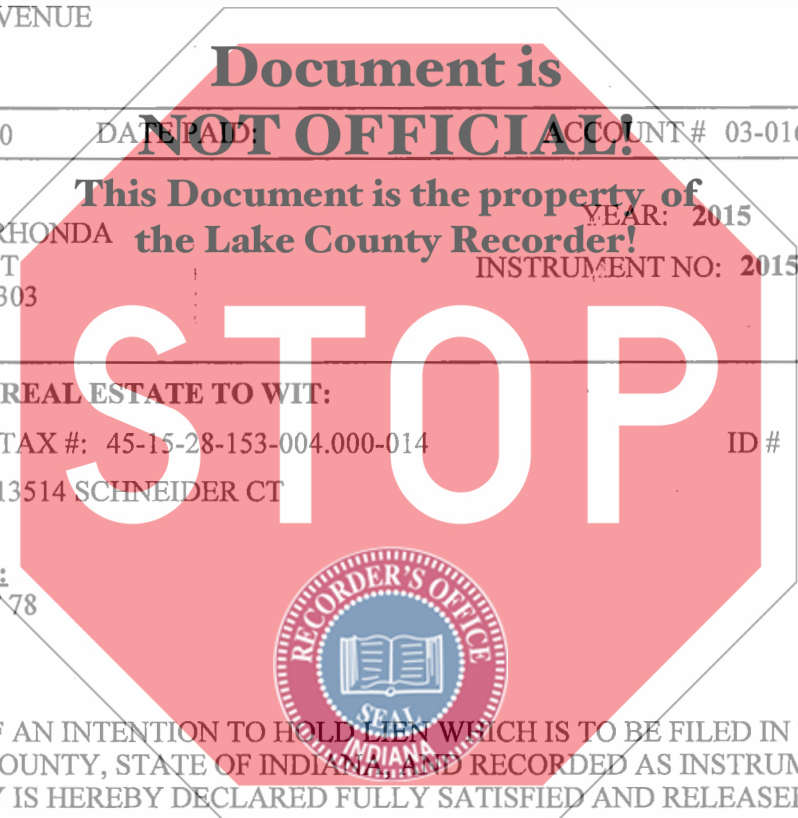 VENUE
Document is
NOT OFFICIAL!
0 DATE PAID: ACCOUNT # 03-016
This Document is the property of
the Lake County Recorder!
RHONDA YEAR: 2015
T INSTRUMENT NO: 2015
303
STOP
REAL ESTATE TO WIT:
TAX #: 45-15-28-153-004.000-014 ID #
13514 SCHNEIDER CT
:
78
RECORDER'S OFFICE
SEAL
INDIANA
F AN INTENTION TO HOLD LIEN WHICH IS TO BE FILED IN
OUNTY, STATE OF INDIANA, AND RECORDED AS INSTRUM
Y IS HEREBY DECLARED FULLY SATISFIED AND RELEASED